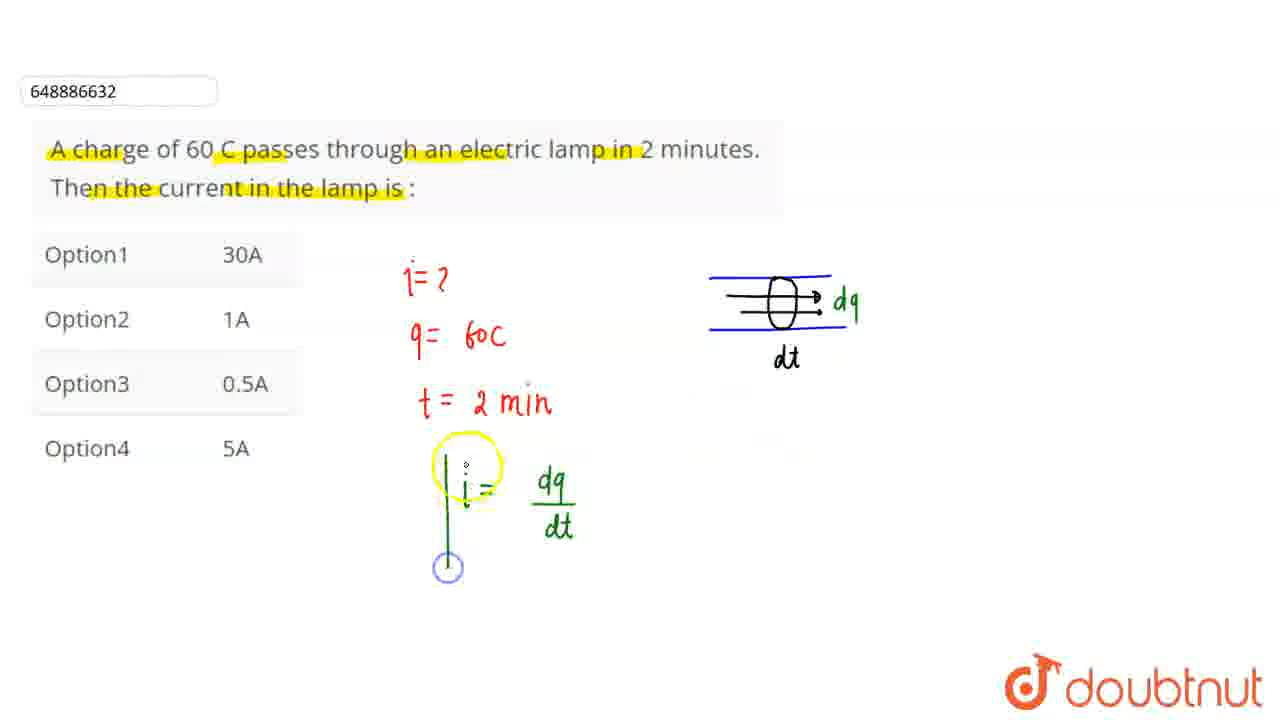 648886632
A charge of 60 C passes through an electric lamp in 2 minutes.
Then the current in the lamp is :
Option1 30A
Option2 1A
Option3 0.5A
Option4 5A
i= ?
q= 60C
t= 2 min
i= dq
dt
dq
dt
doubtnut